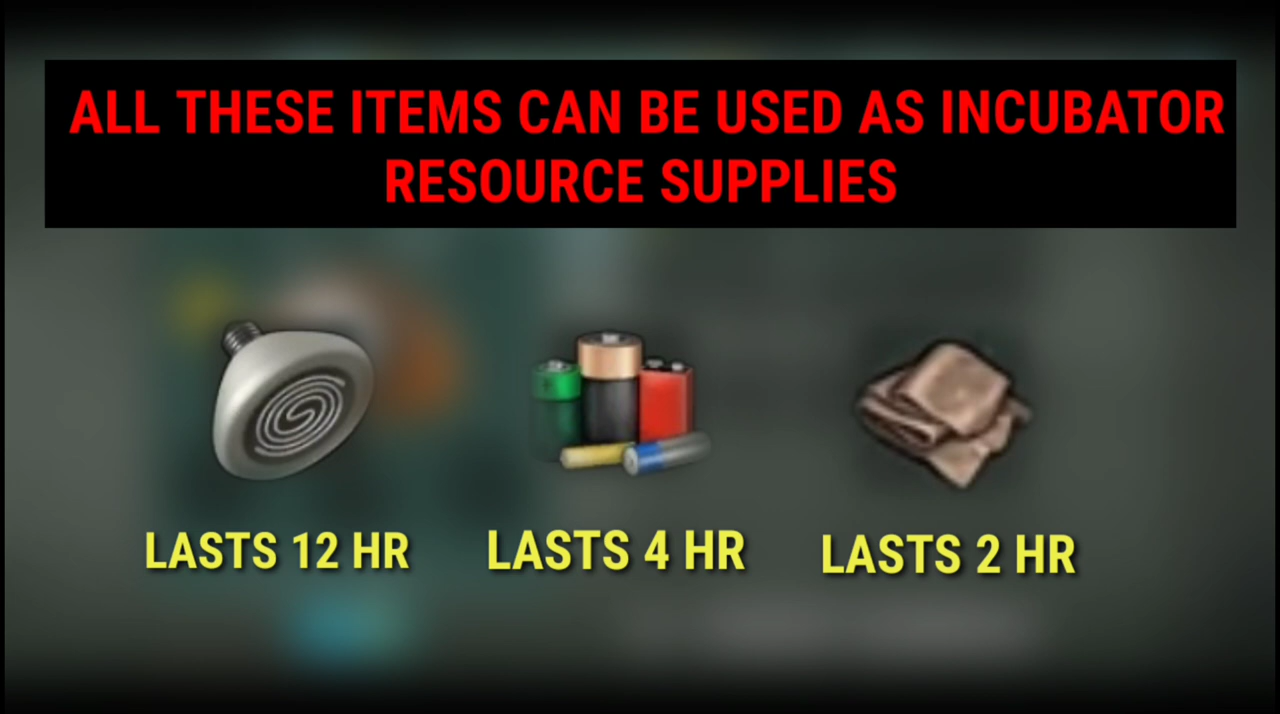 ALL THESE ITEMS CAN BE USED AS INCUBATOR
RESOURCE SUPPLIES
LASTS 12 HR
LASTS 4 HR
LASTS 2 HR